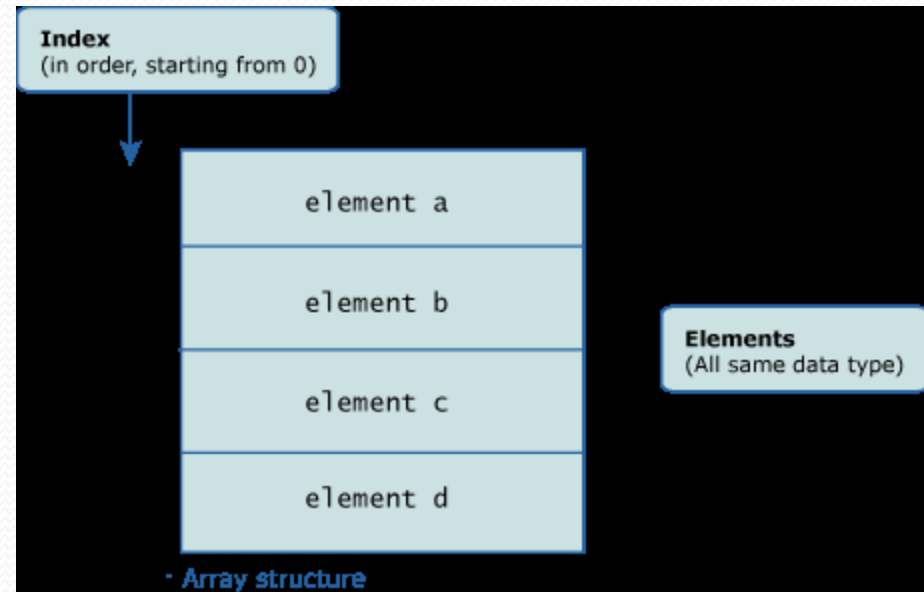 Index
(in order, starting from 0)
element a
element b
Elements
(All same data type)
element c
element d
- Array structure